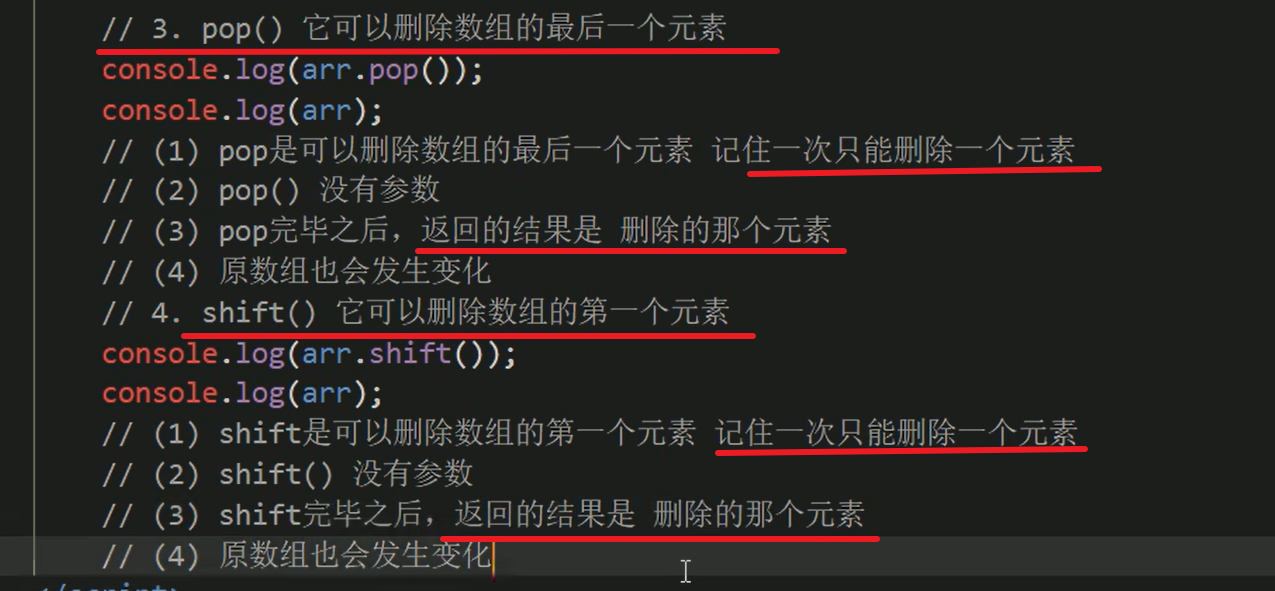 // 3. pop() 它可以删除数组的最后一个元素
console.log(arr.pop());
console.log(arr);
// (1) pop是可以删除数组的最后一个元素 记住一次只能删除一个元素
// (2) pop() 没有参数
// (3) pop完毕之后，返回的结果是 删除的那个元素
// (4) 原数组也会发生变化
// 4. shift() 它可以删除数组的第一个元素
console.log(arr.shift());
console.log(arr);
// (1) shift是可以删除数组的第一个元素 记住一次只能删除一个元素
// (2) shift() 没有参数
// (3) shift完毕之后，返回的结果是 删除的那个元素
// (4) 原数组也会发生变化